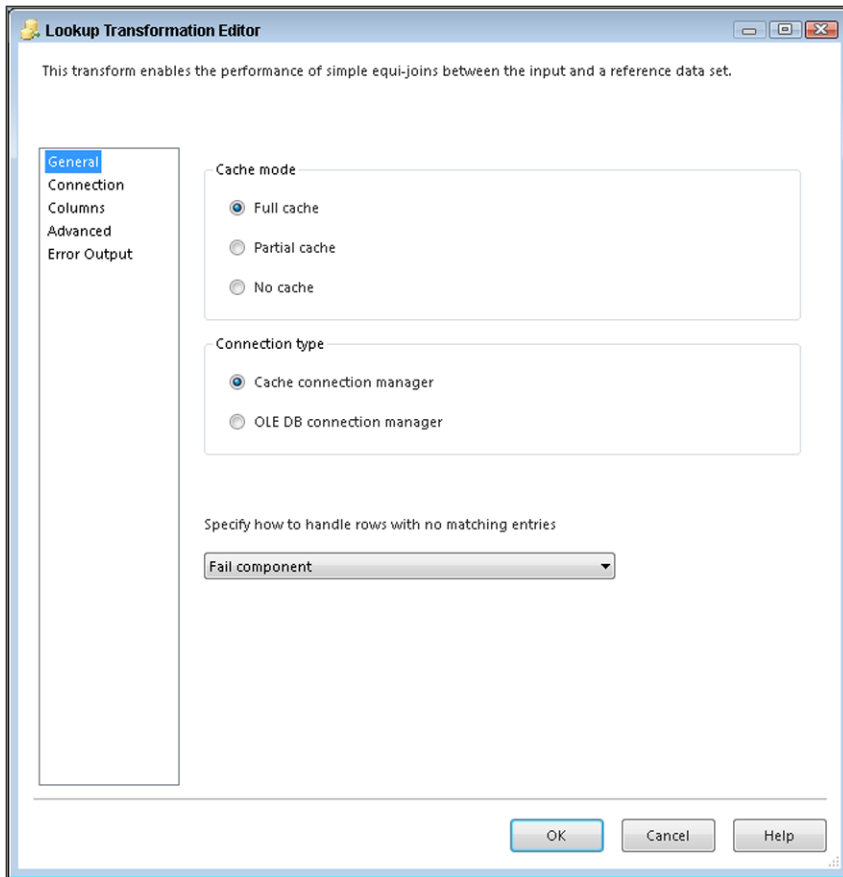 Lookup Transformation Editor
This transform enables the performance of simple equi-joins between the input and a reference data set.
General
Connection
Columns
Advanced
Error Output
Cache mode
Full cache
Partial cache
No cache
Connection type
Cache connection manager
OLE DB connection manager
Specify how to handle rows with no matching entries
Fail component
OK Cancel Help